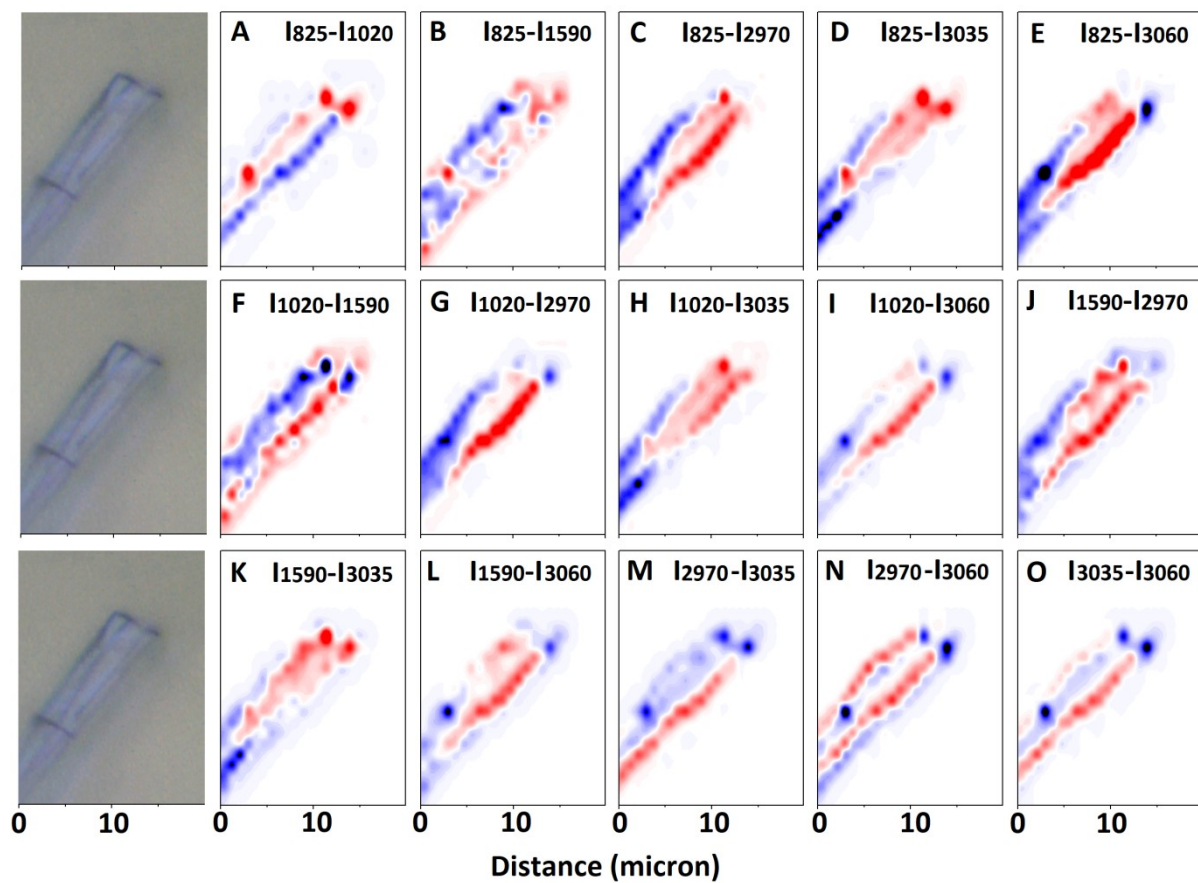 A I825-I1020 B I825-I1590 C I825-I2970 D I825-I3035 E I825-I3060
F I1020-I1590 G I1020-I2970 H I1020-I3035 I I1020-I3060 J I1590-I2970
K I1590-I3035 L I1590-I3060 M I2970-I3035 N I2970-I3060 O I3035-I3060
0 10 0 10 0 10 0 10 0 10 0 10
Distance (micron)